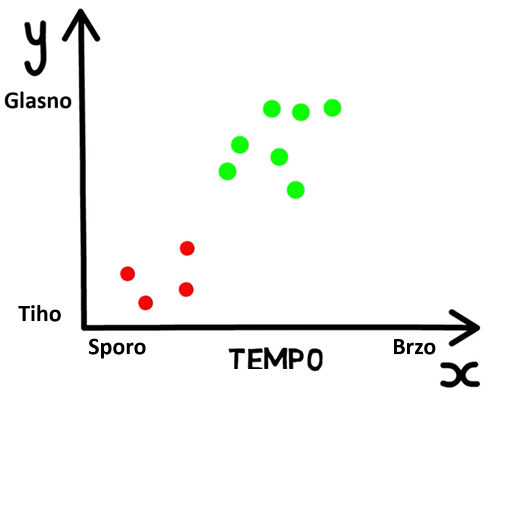 y
Glasno
Tiho
Sporo
TEMPO
Brzo
x